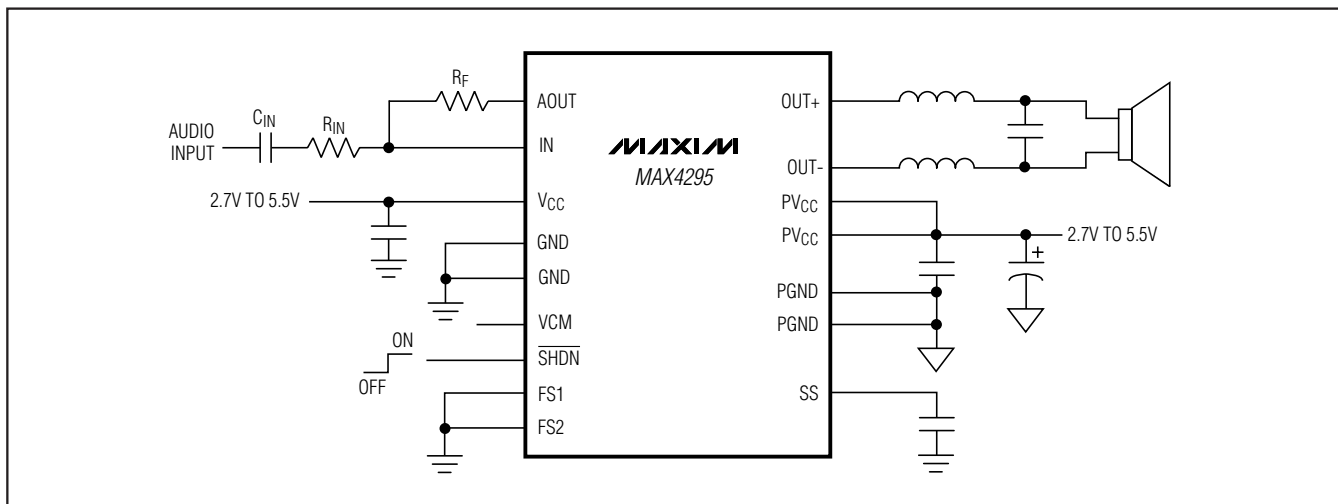 AUDIO
INPUT
CIN
RIN
RF
2.7V TO 5.5V
ON
OFF
AOUT
IN
VCC
GND
GND
VCM
SHDN
FS1
FS2
MAXIM
MAX4295
OUT+
OUT-
PVCC
PVCC
PGND
PGND
SS
2.7V TO 5.5V
+